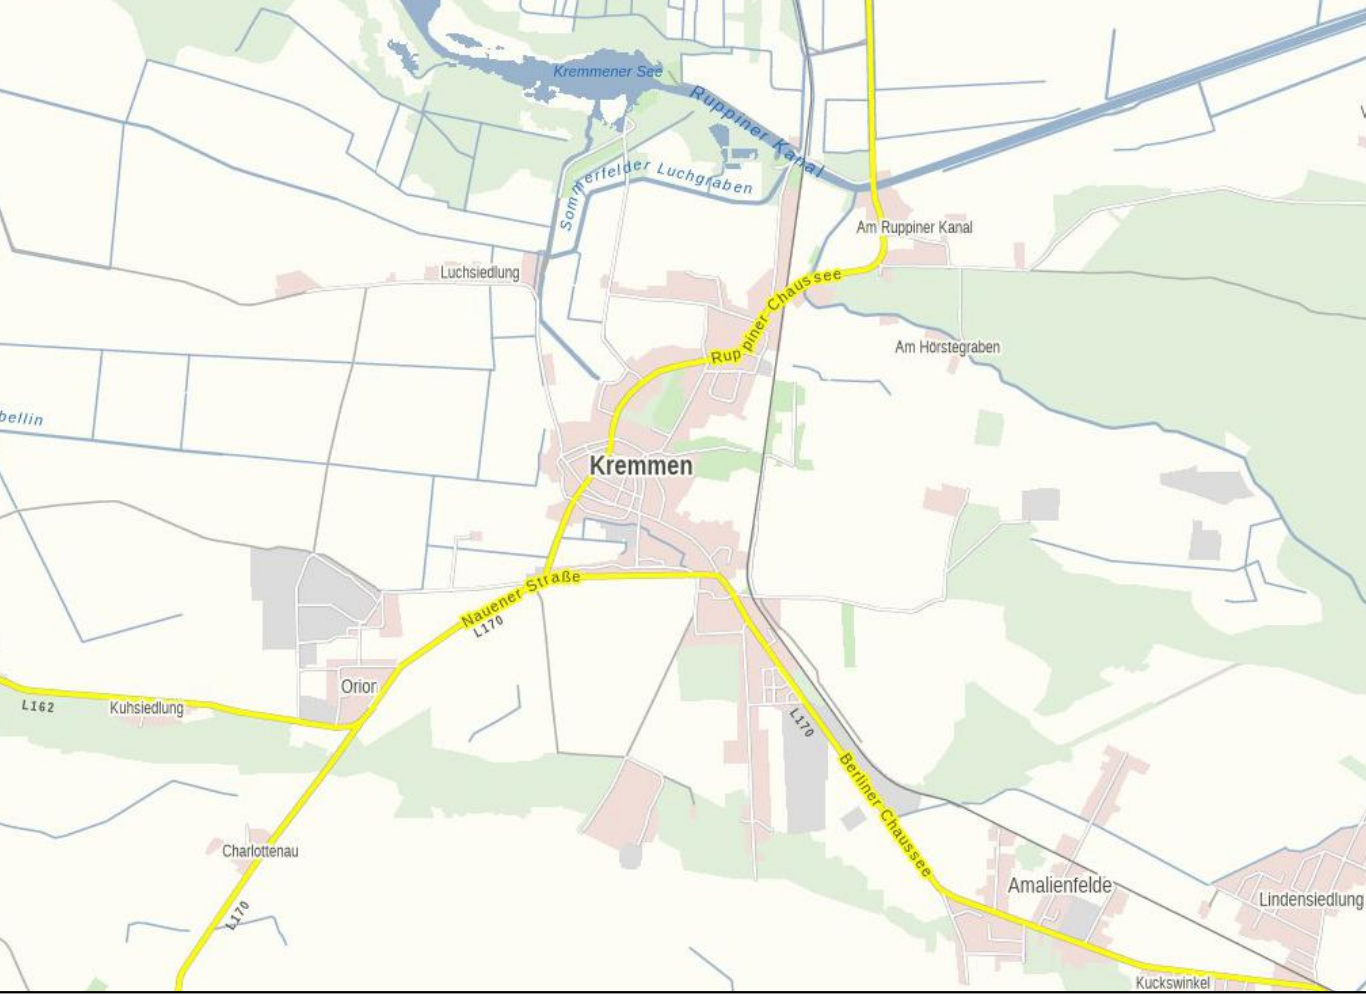 Kremmener See
Ruppiner Kanal
Sommerfelder Luchgraben
Am Ruppiner Kanal
Luchsiedlung
Ruppiner Chaussee
Am Hörstegraben
bellin
Kremmen
Nauener Straße
L170
Orion
L162
Kuhsiedlung
L170
Berliner Chaussee
Charlottenau
Amalienfelde
Lindensiedlung
L170
Kuckswinkel